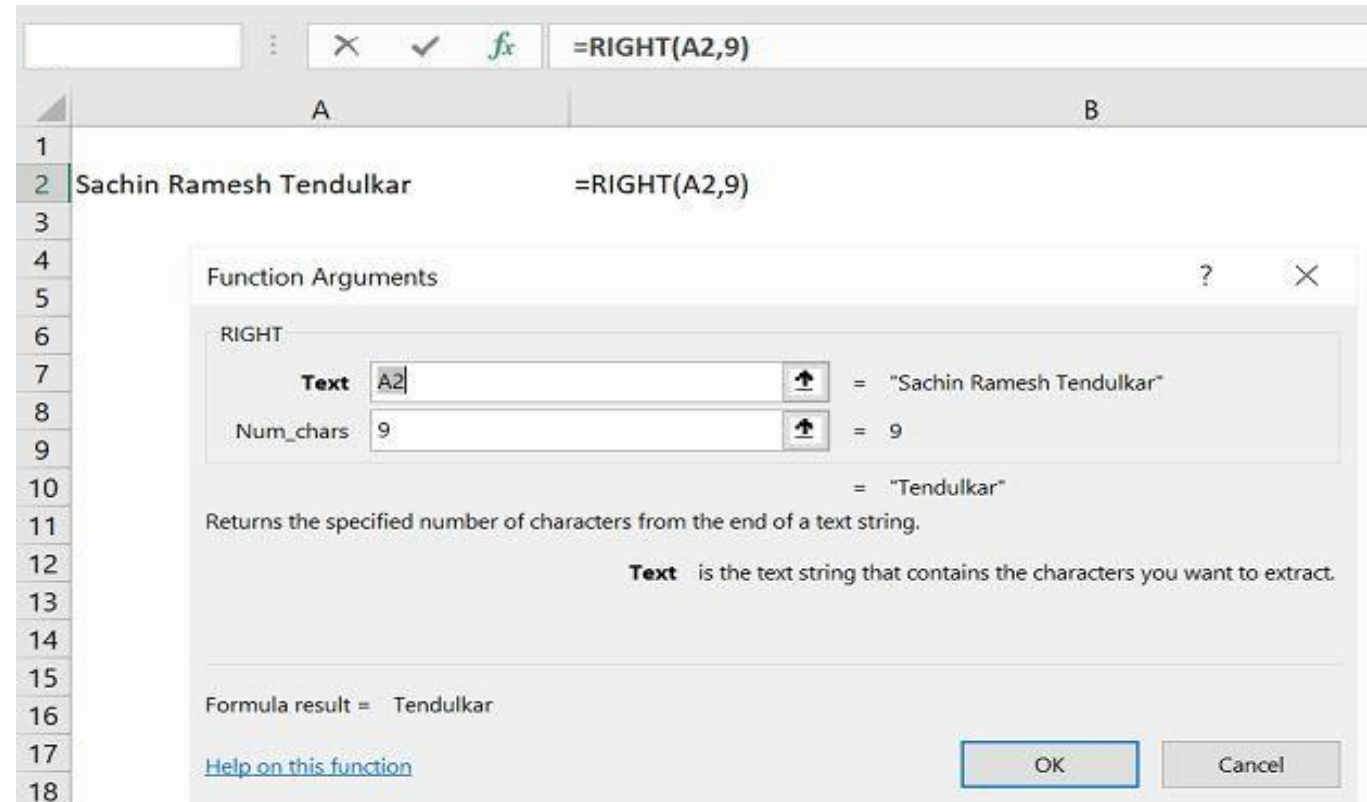 fx =RIGHT(A2,9)
A B
1
2 Sachin Ramesh Tendulkar =RIGHT(A2,9)
3
4
Function Arguments ? 
5
6
RIGHT
7
Text A2 = "Sachin Ramesh Tendulkar"
8
Num_chars 9 = 9
9
10
= "Tendulkar"
11
Returns the specified number of characters from the end of a text string.
12
Text is the text string that contains the characters you want to extract.
13
14
15
16
Formula result = Tendulkar
17
Help on this function OK Cancel
18